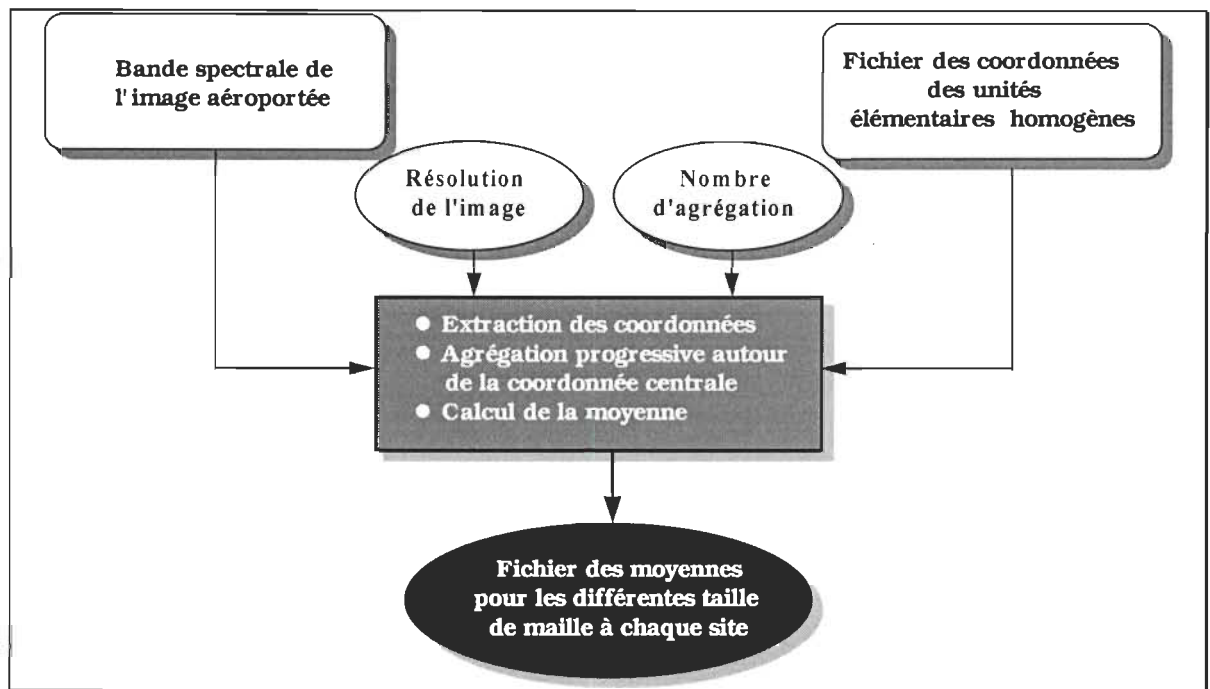 Bande spectrale de
l'image aéroportée
Fichier des coordonnées
des unités
élémentaires homogènes
Résolution
de l'image
Nombre
d'agrégation
● Extraction des coordonnées
● Agrégation progressive autour
de la coordonnée centrale
● Calcul de la moyenne
Fichier des moyennes
pour les différentes taille
de maille à chaque site